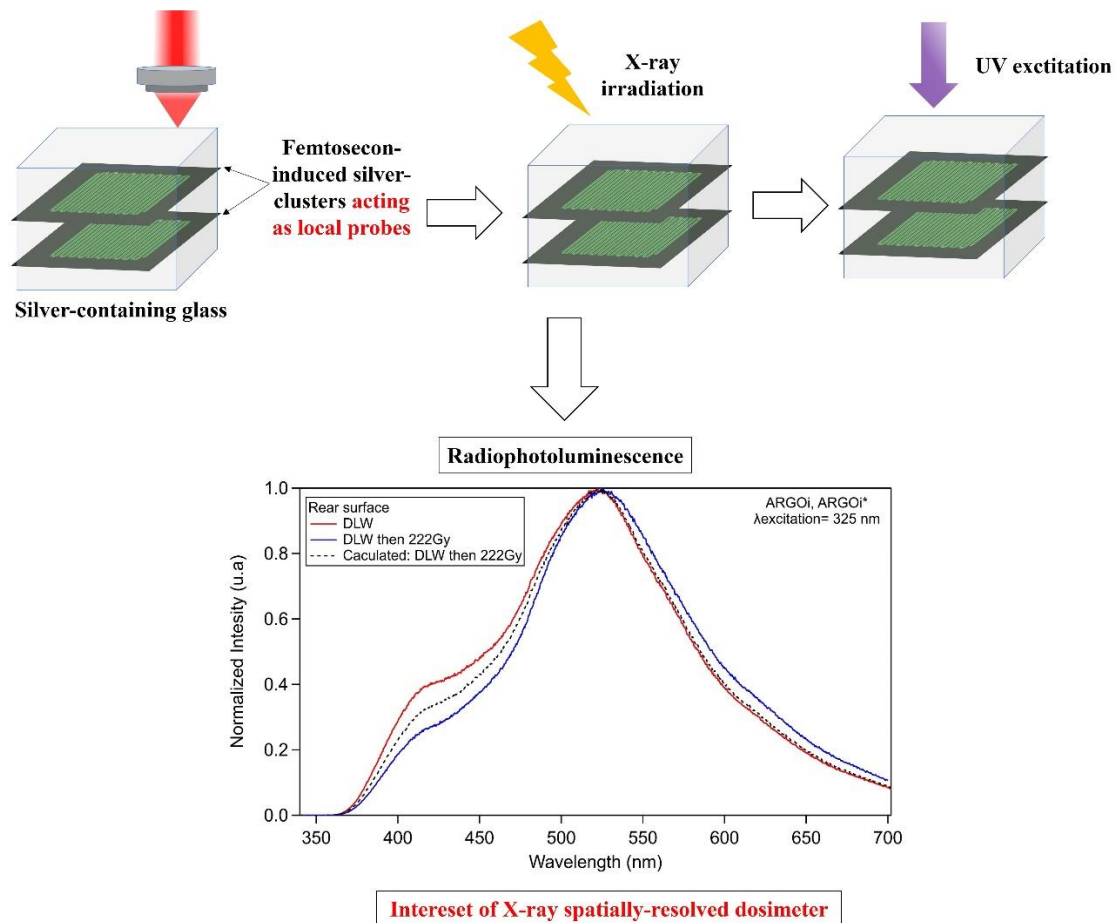 X-ray
irradiation
UV exctitation
Femtosecon-
induced silver-
clusters acting
as local probes
Silver-containing glass
Radiophotoluminescence
Rear surface
DLW
DLW then 222Gy
Caculated: DLW then 222Gy
ARGOi, ARGOi*
λexcitation= 325 nm
Normalized Intesity (u.a)
1.0
0.8
0.6
0.4
0.2
0.0
350
400
450
500
550
600
650
700
Wavelength (nm)
Intereset of X-ray spatially-resolved dosimeter